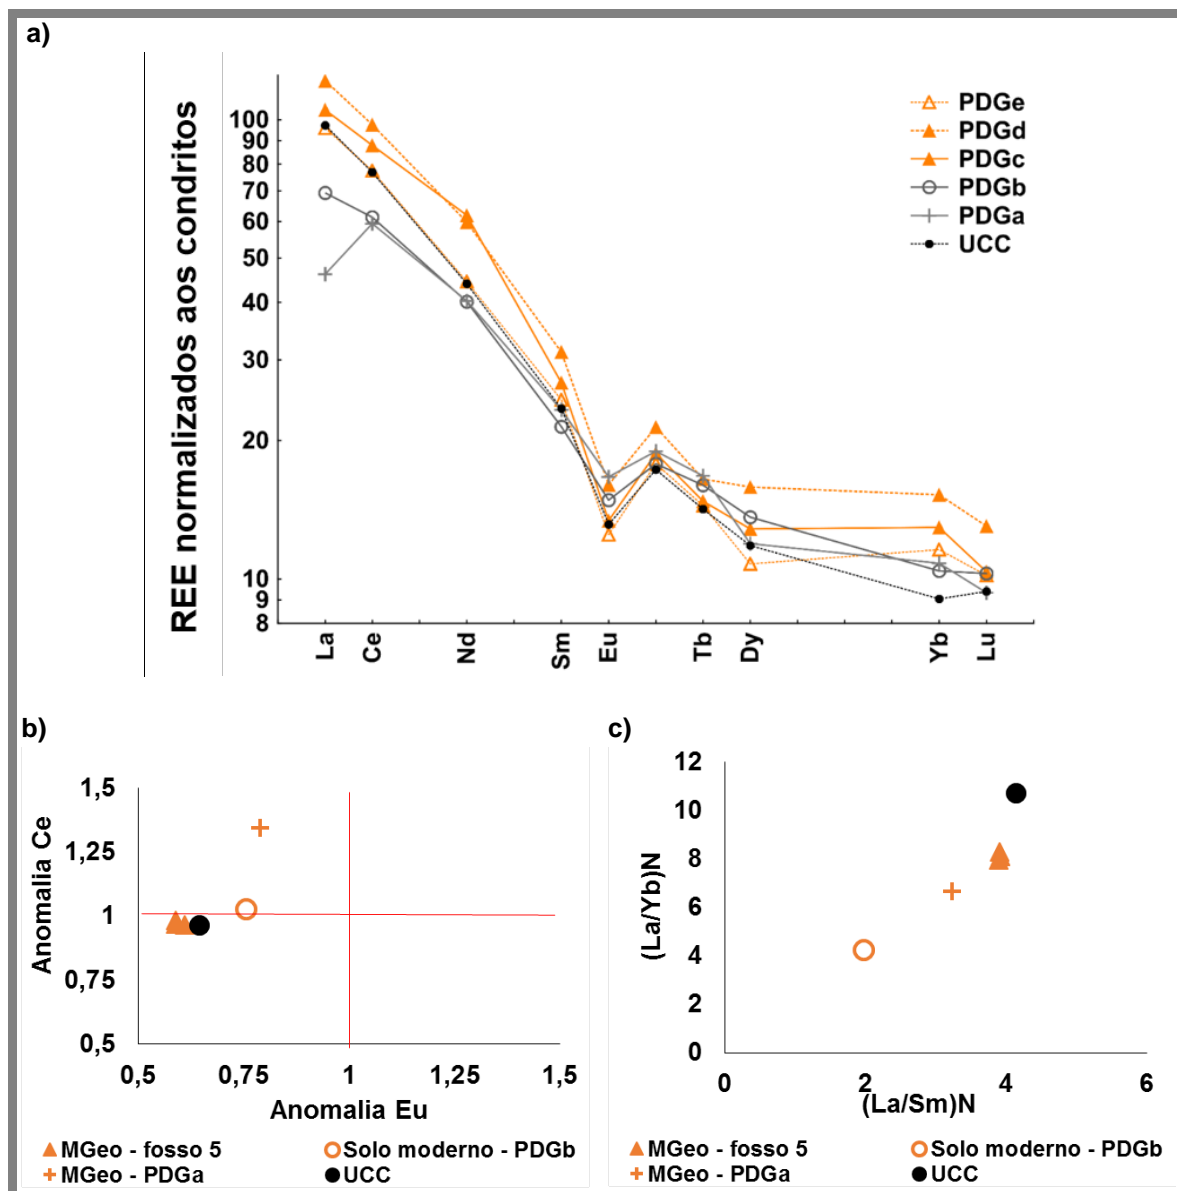 a)
REE normalizados aos condritos
100
90
80
70
60
50
40
30
20
10
9
8
La
Ce
Nd
Sm
Eu
Tb
Dy
Yb
Lu
PDGe
PDGd
PDGc
PDGb
PDGa
UCC
b)
Anomalia Ce
1,5
1,25
1
0,75
0,5
0,5 0,75 1 1,25 1,5
Anomalia Eu
MGeo - fosso 5 Solo moderno - PDGb
MGeo - PDGa UCC
c)
(La/Yb)N
12
10
8
6
4
2
0
0 2 4 6
(La/Sm)N
MGeo - fosso 5 Solo moderno - PDGb
MGeo - PDGa UCC